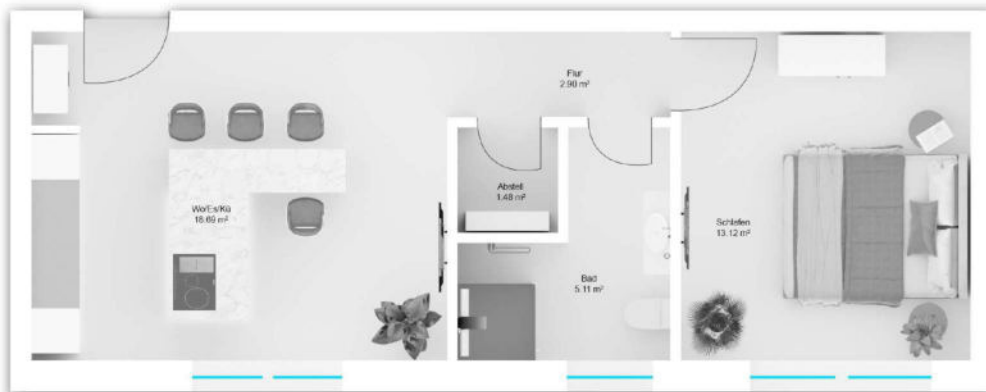 Flur
2.90 m²
Abstell
1.48 m²
Wo/Es/Kü
18.69 m²
Schlafen
13.12 m²
Bad
5.11 m²